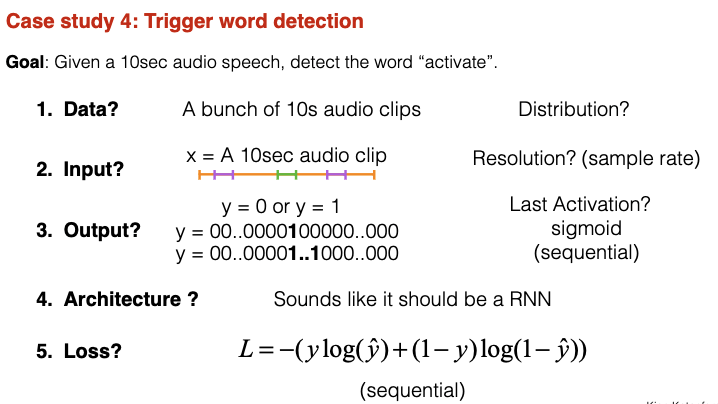 Case study 4: Trigger word detection
Goal: Given a 10sec audio speech, detect the word “activate”.
1. Data? A bunch of 10s audio clips Distribution?
2. Input? x = A 10sec audio clip Resolution? (sample rate)
y = 0 or y = 1 Last Activation?
3. Output? y = 00..0000100000..000 sigmoid
y = 00..00001..1000..000 (sequential)
4. Architecture ? Sounds like it should be a RNN
5. Loss? L = −(y log(ŷ) + (1 − y) log(1 − ŷ))
(sequential)